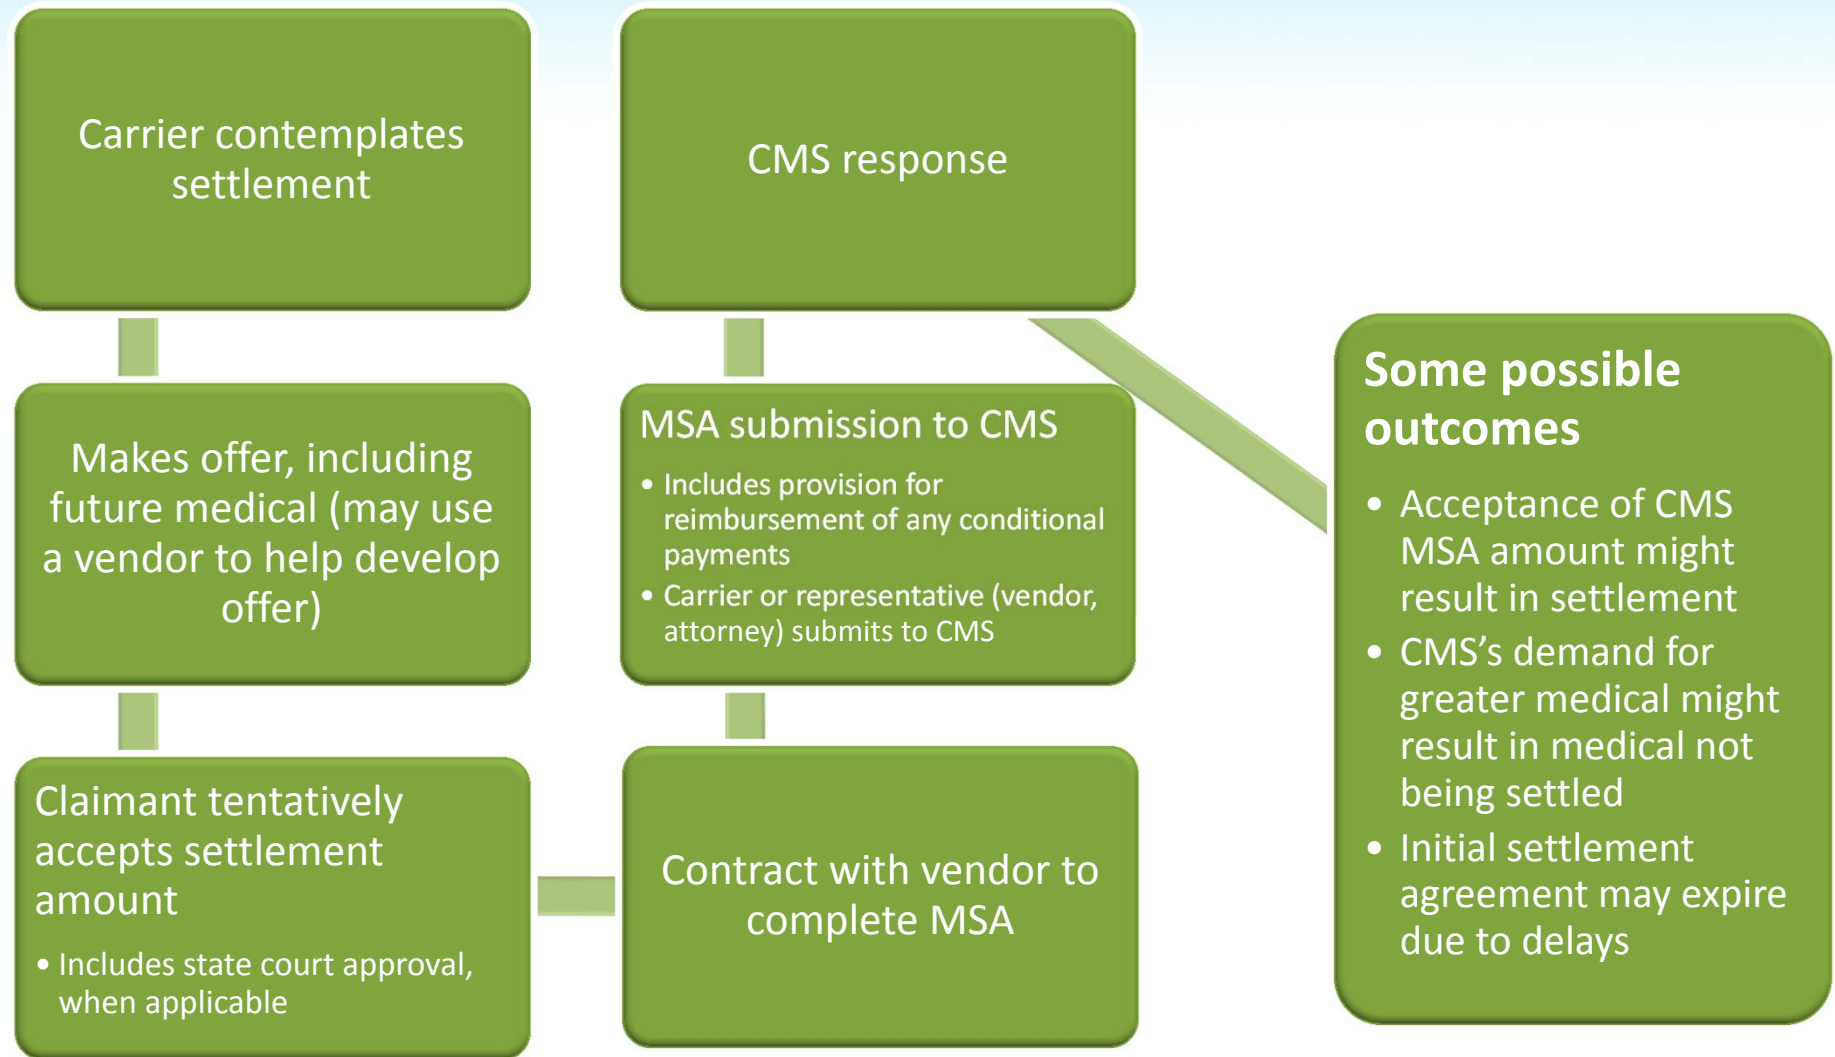 Carrier contemplates
settlement
Makes offer, including
future medical (may use
a vendor to help develop
offer)
Claimant tentatively
accepts settlement
amount
• Includes state court approval,
when applicable
Contract with vendor to
complete MSA
MSA submission to CMS
• Includes provision for
reimbursement of any conditional
payments
• Carrier or representative (vendor,
attorney) submits to CMS
CMS response
Some possible
outcomes
• Acceptance of CMS
MSA amount might
result in settlement
• CMS’s demand for
greater medical might
result in medical not
being settled
• Initial settlement
agreement may expire
due to delays